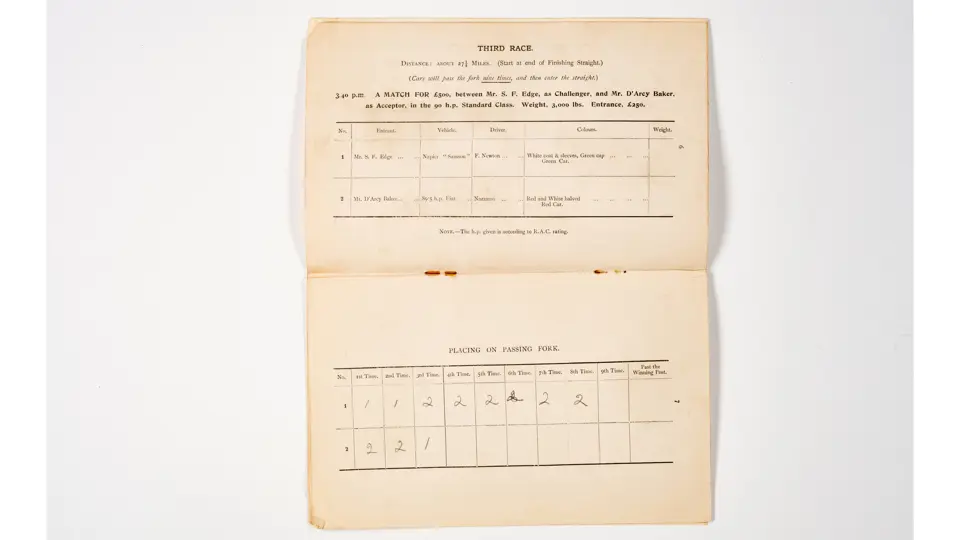 THIRD RACE.
DISTANCE: ABOUT 27¼ MILES. (Start at end of Finishing Straight.)
(Cars will pass the fork nine times, and then enter the straight.)
3.40 p.m. A MATCH FOR £500, between Mr. S. F. Edge, as Challenger, and Mr. D'Arcy Baker,
as Acceptor, in the 90 h.p. Standard Class. Weight, 3,000 lbs. Entrance, £250.
No. Entrant. Vehicle. Driver. Colours. Weight.
1 Mr. S. F. Edge ... ... Napier "Samson" F. Newton ... ... White coat & sleeves, Green cap ... ... ...
Green Car.
2 Mr. D'Arcy Baker... ... 89·5 h.p. Fiat ... Nazzaro ... ... Red and White halved ... ... ... ...
Red Car.
NOTE.—The h.p. given is according to R.A.C. rating.
6
PLACING ON PASSING FORK.
No. 1st Time. 2nd Time. 3rd Time. 4th Time. 5th Time. 6th Time. 7th Time. 8th Time. 9th Time. Past the
Winning Post.
1 1 1 2 2 2 2 2 2
2 2 2 1
7